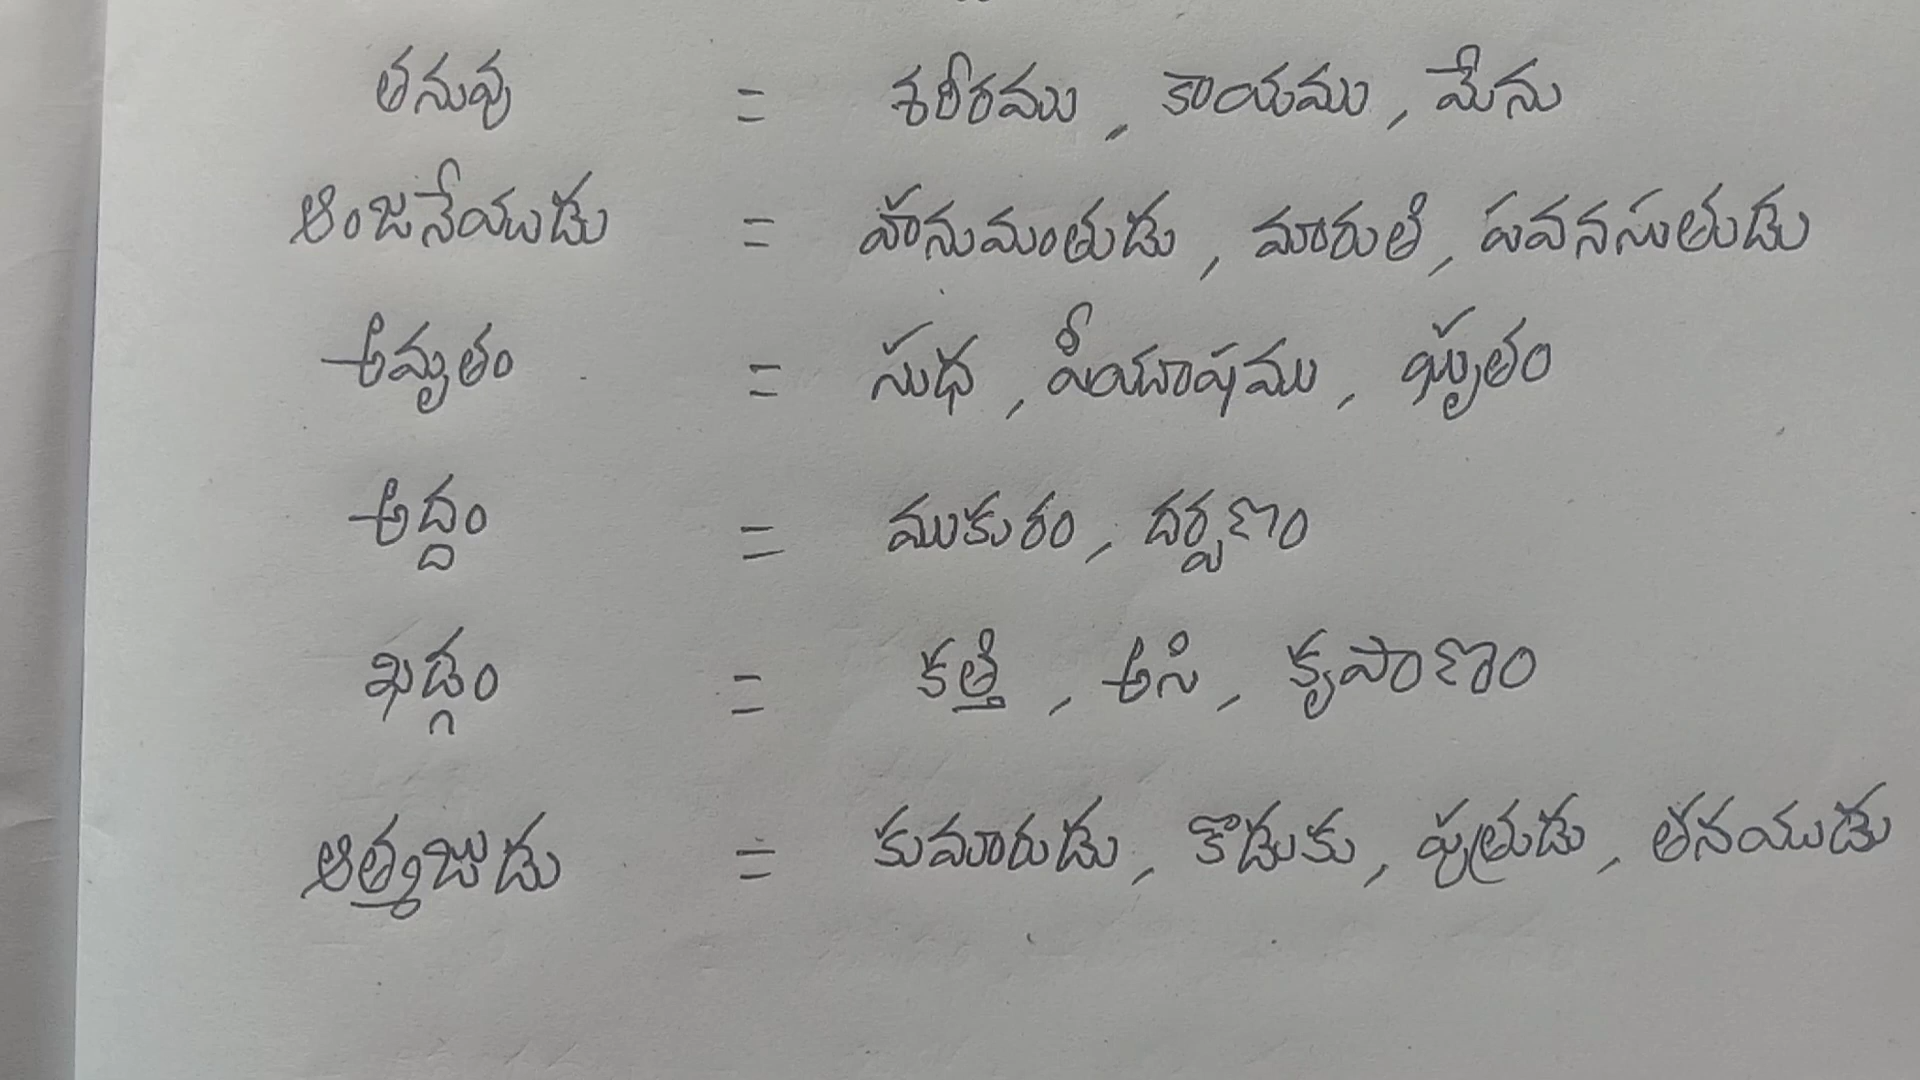 తనువు = శరీరము, కాయము, మేను
ఆంజనేయుడు = హనుమంతుడు, మారుతి, పవనసుతుడు
అమృతం = సుధ, పీయూషము, ఘృతం
అద్దం = ముకురం, దర్పణం
ఖడ్గం = కత్తి, అసి, కృపాణం
ఆత్మజుడు = కుమారుడు, కొడుకు, పుత్రుడు, తనయుడు